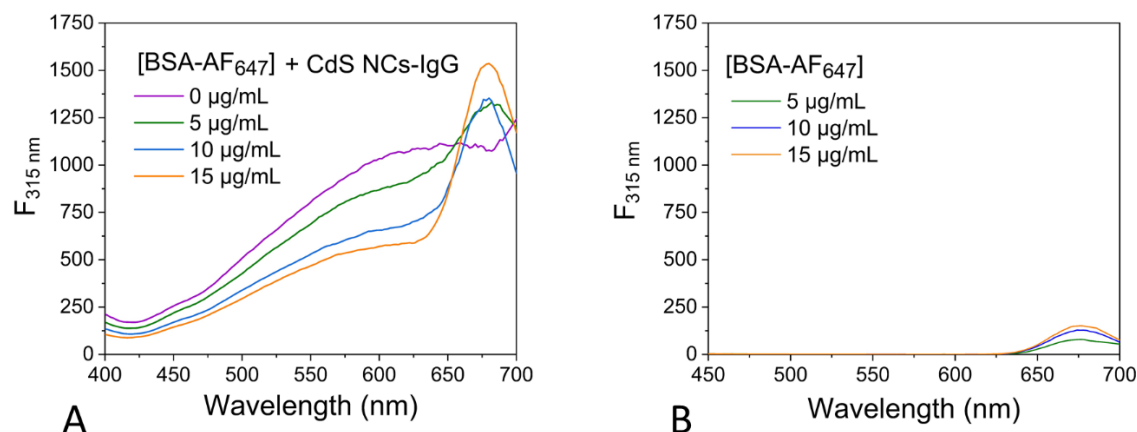 1750
1500
1250
1000
750
500
250
0
F315 nm
[BSA-AF647] + CdS NCs-IgG
0 µg/mL
5 µg/mL
10 µg/mL
15 µg/mL
400 450 500 550 600 650 700
Wavelength (nm)
A
1750
1500
1250
1000
750
500
250
0
F315 nm
[BSA-AF647]
5 µg/mL
10 µg/mL
15 µg/mL
450 500 550 600 650 700
Wavelength (nm)
B